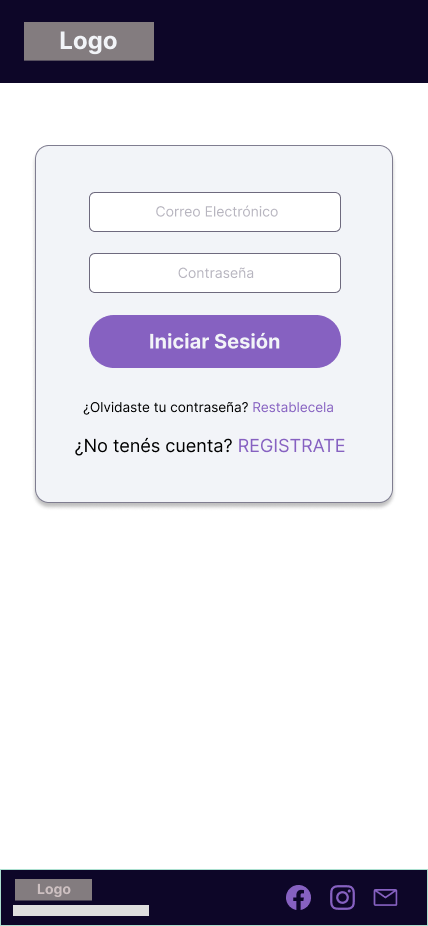 Logo
Correo Electrónico
Contraseña
Iniciar Sesión
¿Olvidaste tu contraseña? Restablecela
¿No tenés cuenta? REGISTRATE
Logo